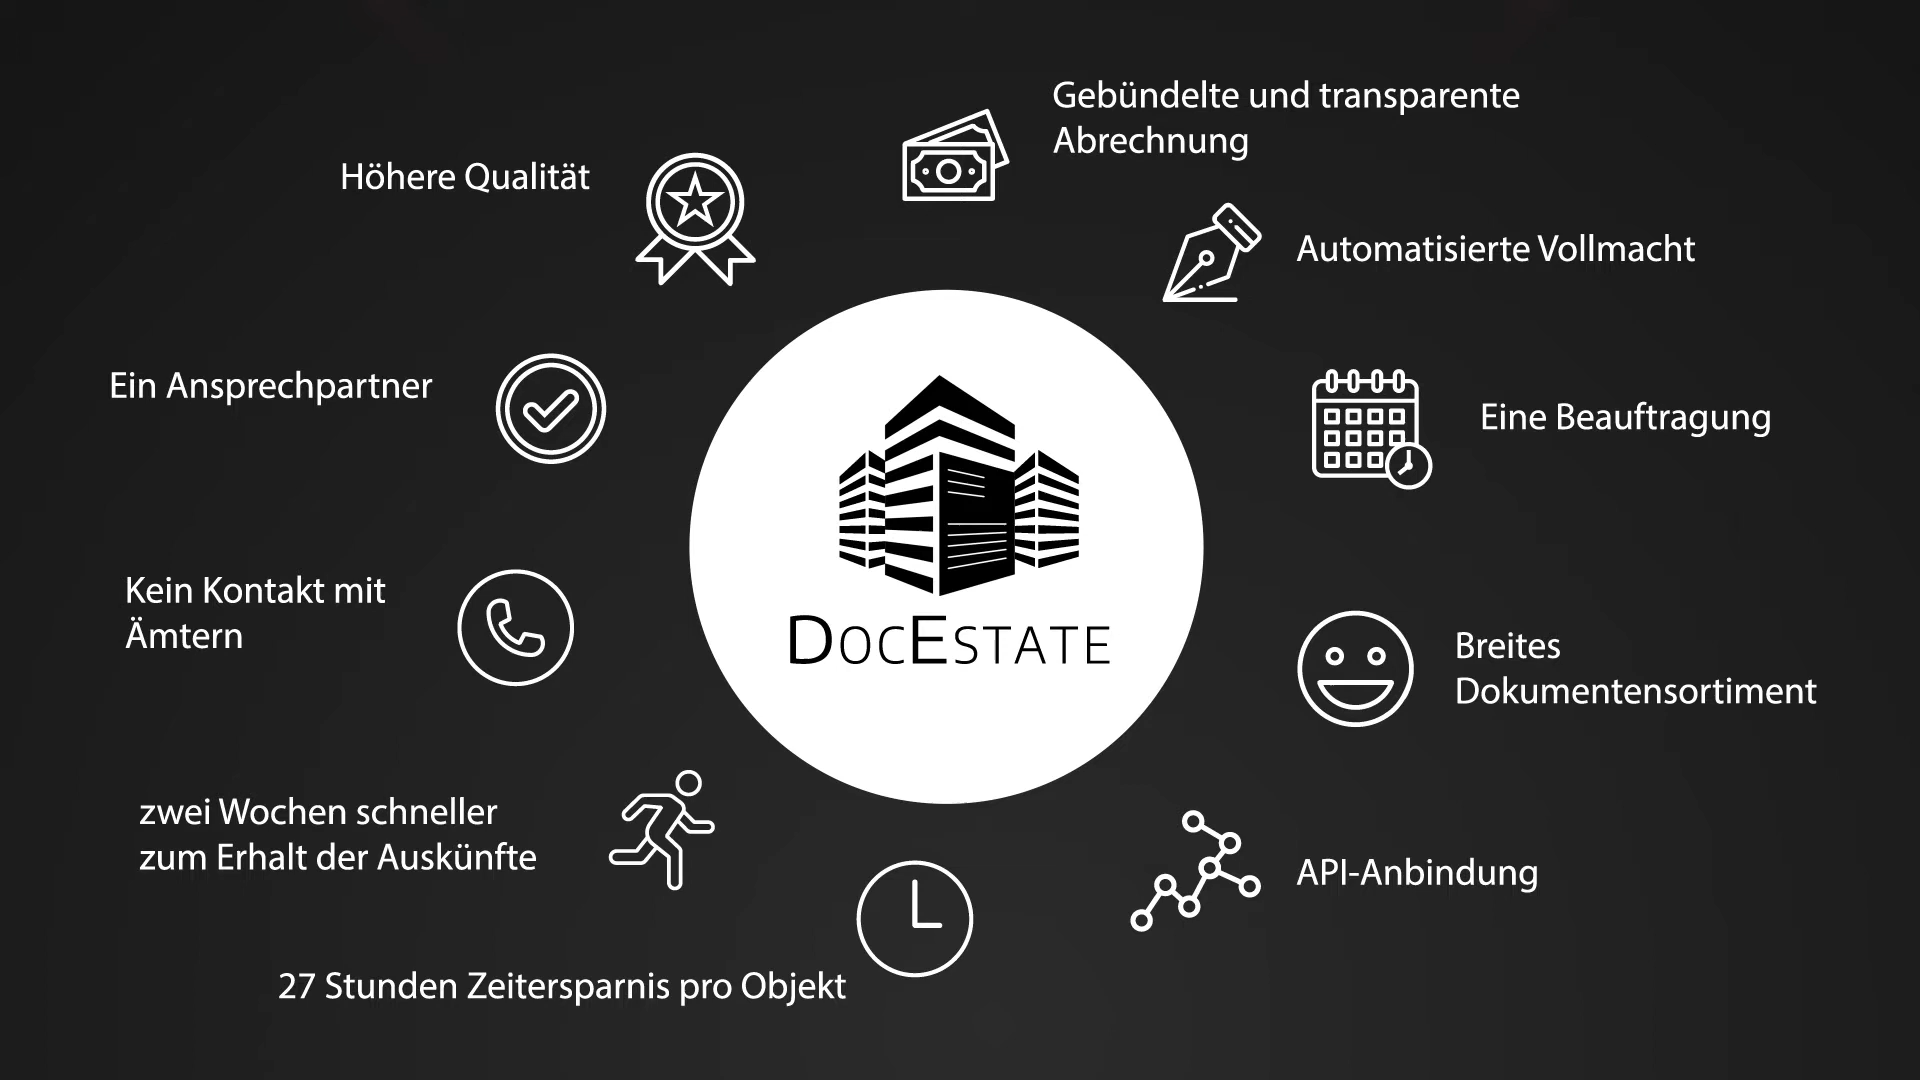 Gebündelte und transparente
Abrechnung
Höhere Qualität
Automatisierte Vollmacht
Ein Ansprechpartner
Eine Beauftragung
Kein Kontakt mit
Ämtern
DOCESTATE
Breites
Dokumentensortiment
zwei Wochen schneller
zum Erhalt der Auskünfte
API-Anbindung
27 Stunden Zeitersparnis pro Objekt